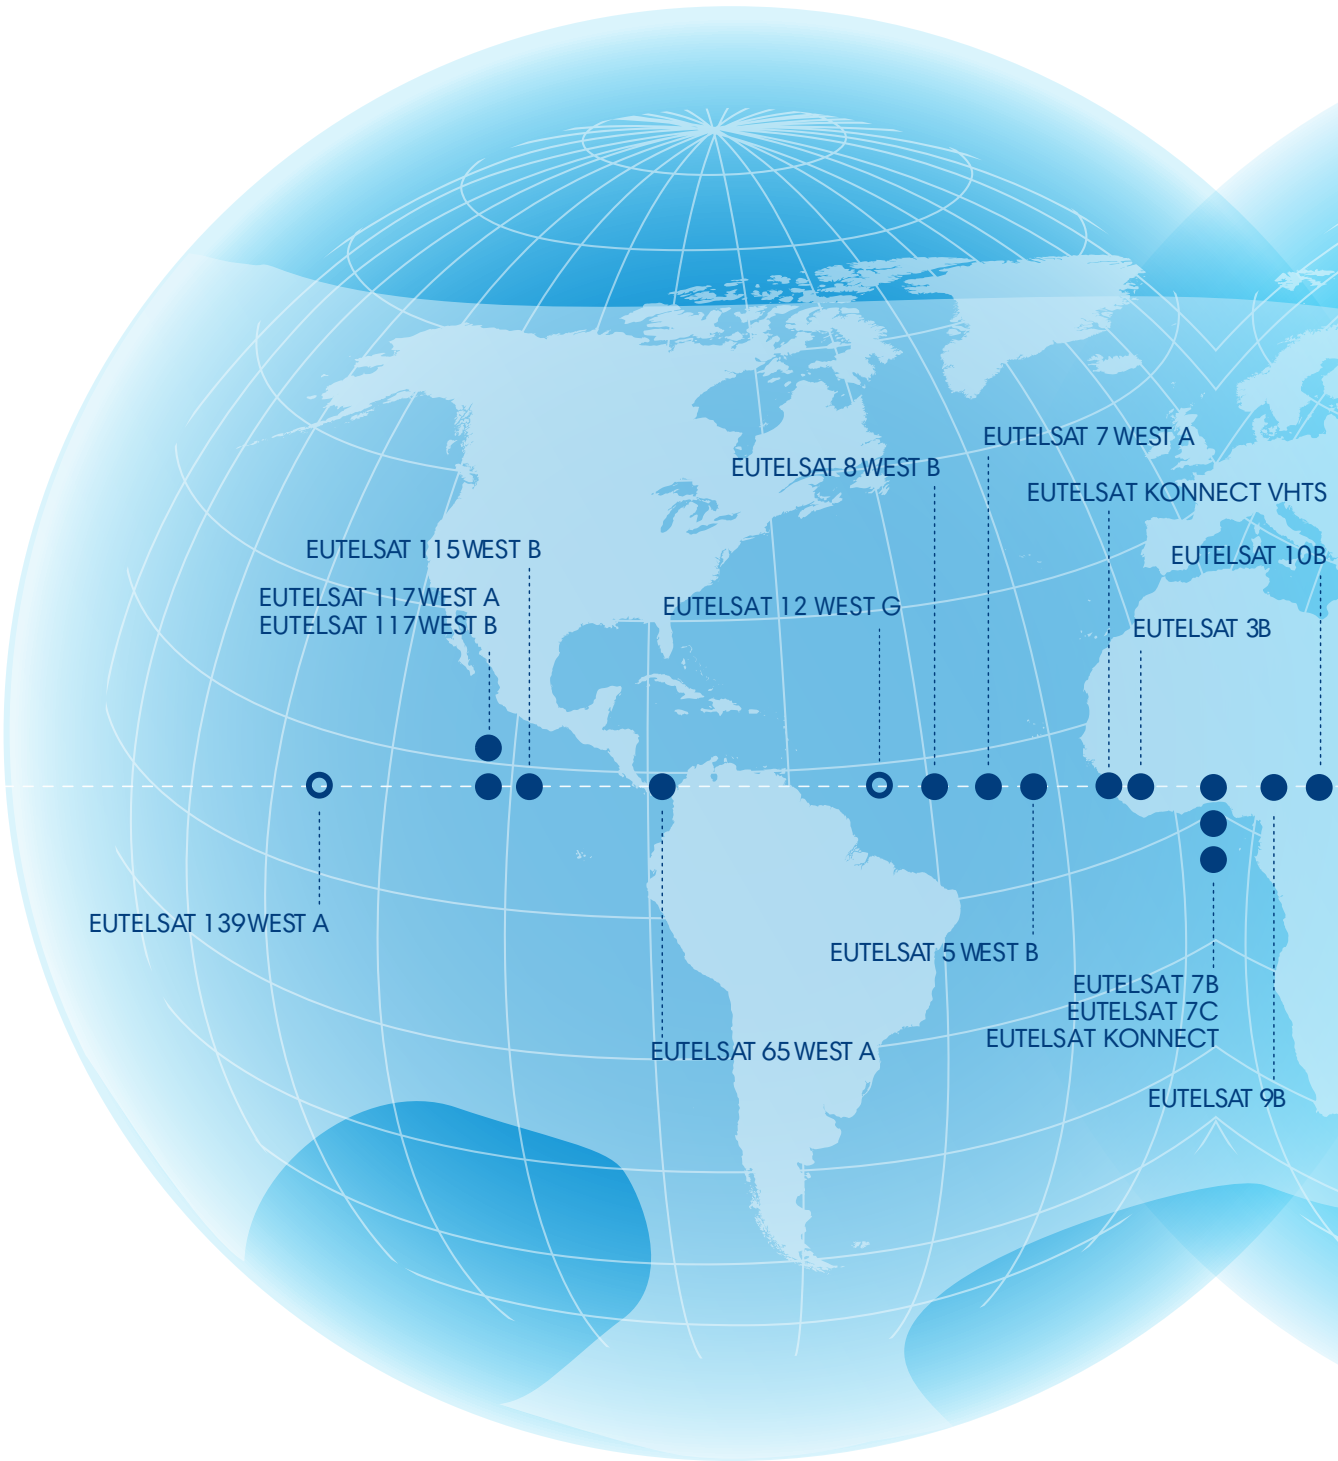 EUTELSAT 7 WEST A
EUTELSAT 8 WEST B
EUTELSAT KONNECT VHTS
EUTELSAT 115 WEST B
EUTELSAT 10B
EUTELSAT 117 WEST A
EUTELSAT 117 WEST B
EUTELSAT 12 WEST G
EUTELSAT 3B
EUTELSAT 139 WEST A
EUTELSAT 5 WEST B
EUTELSAT 7B
EUTELSAT 7C
EUTELSAT KONNECT
EUTELSAT 65 WEST A
EUTELSAT 9B